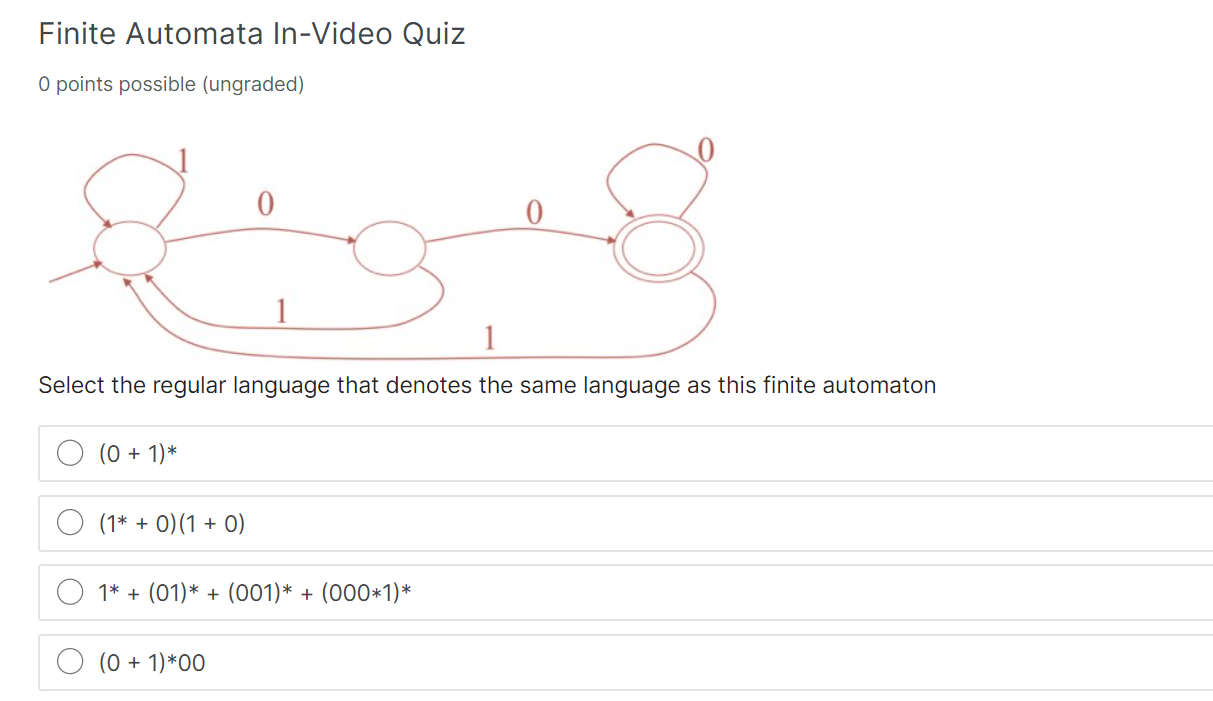 Finite Automata In-Video Quiz
0 points possible (ungraded)
1
0
0
0
1
1
Select the regular language that denotes the same language as this finite automaton
(0 + 1)*
(1* + 0)(1 + 0)
1* + (01)* + (001)* + (000*1)*
(0 + 1)*00